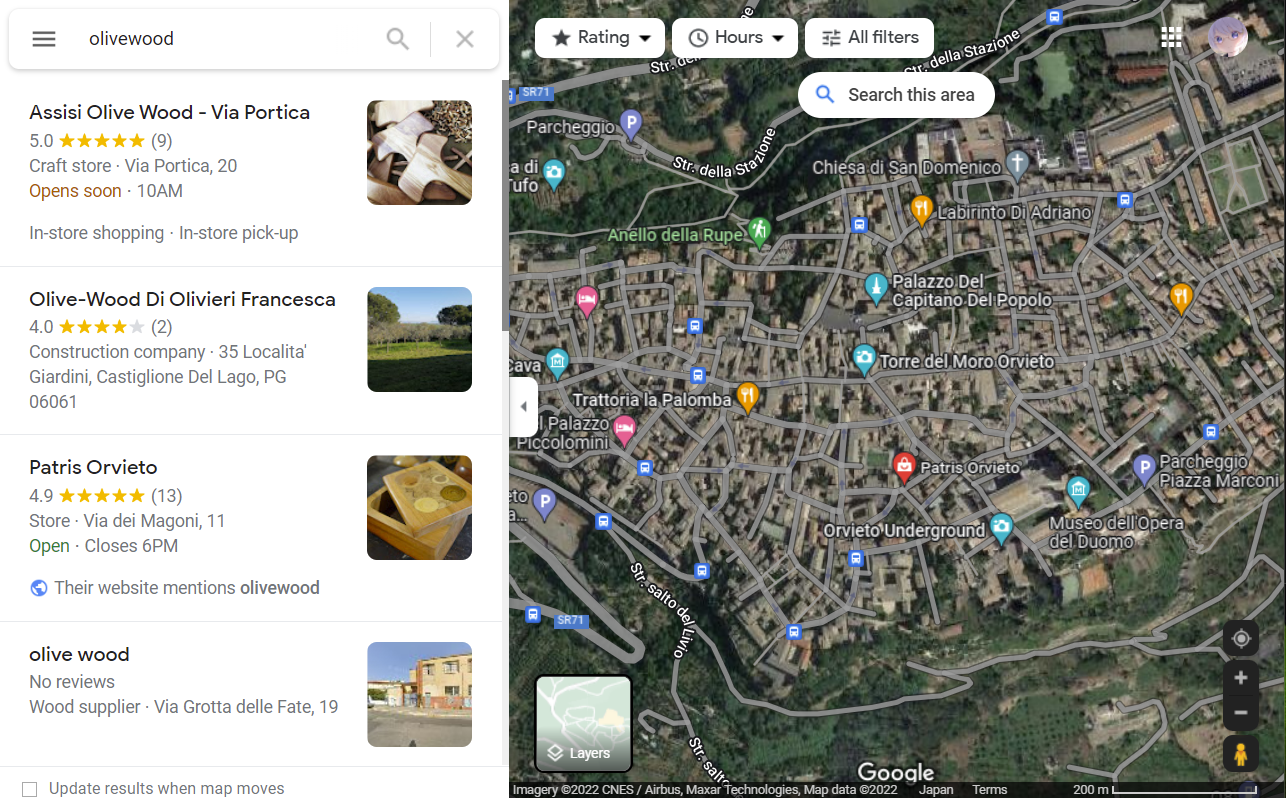 olivewood
Assisi Olive Wood - Via Portica
5.0 (9)
Craft store · Via Portica, 20
Opens soon · 10AM
In-store shopping · In-store pick-up
Olive-Wood Di Olivieri Francesca
4.0 (2)
Construction company · 35 Localita'
Giardini, Castiglione Del Lago, PG
06061
Patris Orvieto
4.9 (13)
Store · Via dei Magoni, 11
Open · Closes 6PM
Their website mentions olivewood
olive wood
No reviews
Wood supplier · Via Grotta delle Fate, 19
Update results when map moves
Rating
Hours
All filters
Search this area
Str. della Stazione
SR71
Parcheggio
P
Str. della Stazione
Chiesa di San Domenico
a di
ufo
Labirinto Di Adriano
Anello della Rupe
Palazzo Del
Capitano Del Popolo
Cava
Torre del Moro Orvieto
Trattoria la Palomba
l Palazzo
Piccolomini
Patris Orvieto
P
Parcheggio
Piazza Marconi
eto
a...
P
Orvieto Underground
Museo dell'Opera
del Duomo
Str. salto del Livio
SR71
Layers
Str. salto
Google
Imagery ©2022 CNES / Airbus, Maxar Technologies, Map data ©2022 Japan Terms 200 m